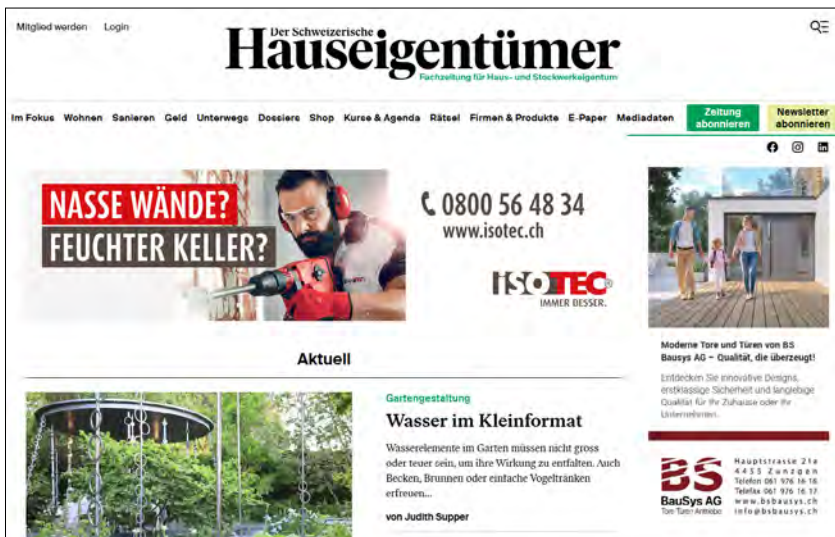 Mitglied werden Login
Der Schweizerische
Hauseigentümer
Fachzeitung für Haus- und Stockwerkeigentum
Im Fokus Wohnen Sanieren Geld Unterwegs Dossiers Shop Kurse & Agenda Rätsel Firmen & Produkte E-Paper Mediadaten
Zeitung
abonnieren
Newsletter
abonnieren
NASSE WÄNDE?
FEUCHTER KELLER?
0800 56 48 34
www.isotec.ch
ISOTEC®
IMMER BESSER.
Aktuell
Gartengestaltung
Wasser im Kleinformat
Wasserelemente im Garten müssen nicht gross
oder teuer sein, um ihre Wirkung zu entfalten. Auch
Becken, Brunnen oder einfache Vogeltränken
erfreuen...
von Judith Supper
Moderne Tore und Türen von BS
Bausys AG – Qualität, die überzeugt!
Entdecken Sie innovative Designs,
erstklassige Sicherheit und langlebige
Qualität für Ihr Zuhause oder Ihr
Unternehmen.
BS
BauSys AG
Tore Türen Antriebe
Hauptstrasse 21a
4455 Zunzgen
Telefon 061 976 16 18
Telefax 061 976 16 17
www.bsbausys.ch
info@bsbausys.ch